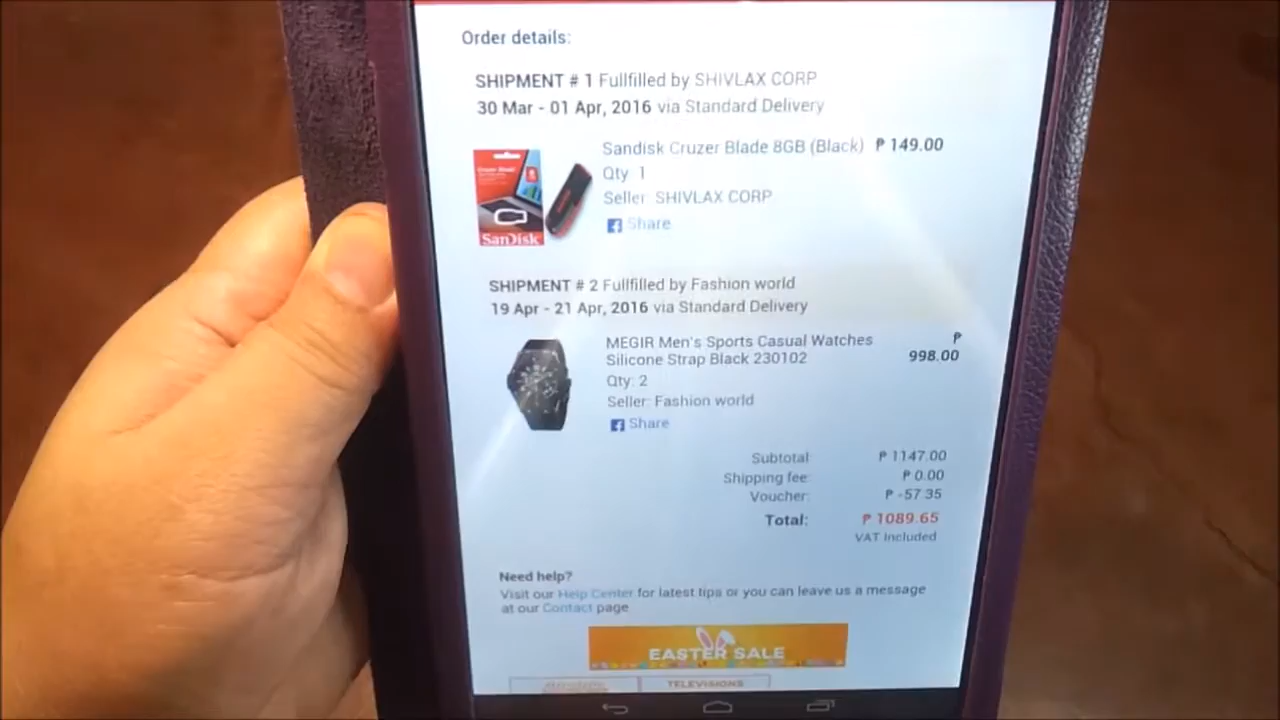 Order details:
SHIPMENT # 1 Fullfilled by SHIVLAX CORP
30 Mar - 01 Apr, 2016 via Standard Delivery
Sandisk Cruzer Blade 8GB (Black) ₱ 149.00
Qty: 1
Seller: SHIVLAX CORP
Share
SanDisk
SHIPMENT # 2 Fullfilled by Fashion world
19 Apr - 21 Apr, 2016 via Standard Delivery
MEGIR Men's Sports Casual Watches ₱
Silicone Strap Black 230102 998.00
Qty: 2
Seller: Fashion world
Share
Subtotal: ₱ 1147.00
Shipping fee: ₱ 0.00
Voucher: ₱ -57.35
Total: ₱ 1089.65
VAT Included
Need help?
Visit our Help Center for latest tips or you can leave us a message
at our Contact page
EASTER SALE
TELEVISIONS